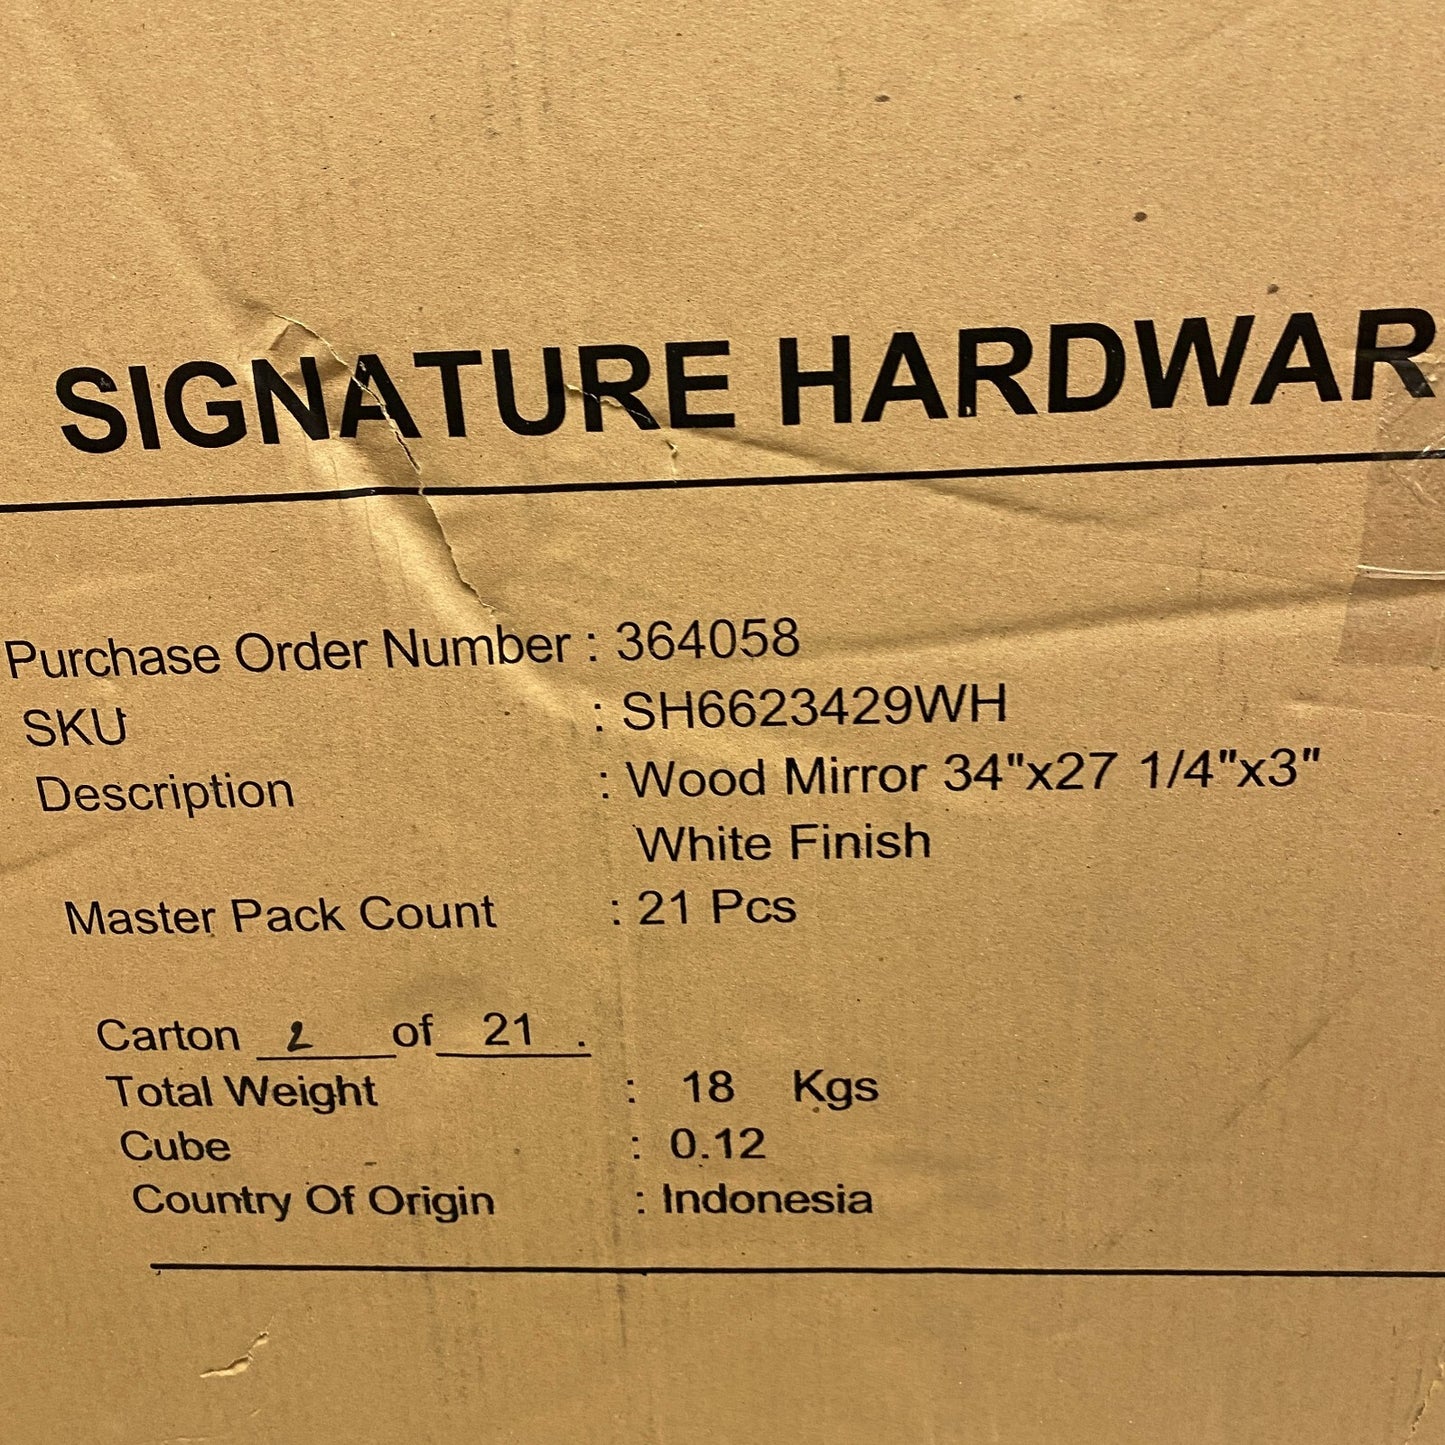 SIGNATURE HARDWAR
Purchase Order Number : 364058
SKU : SH6623429WH
Description : Wood Mirror 34"x27 1/4"x3"
White Finish
Master Pack Count : 21 Pcs
Carton 2 of 21 .
Total Weight : 18 Kgs
Cube : 0.12
Country Of Origin : Indonesia